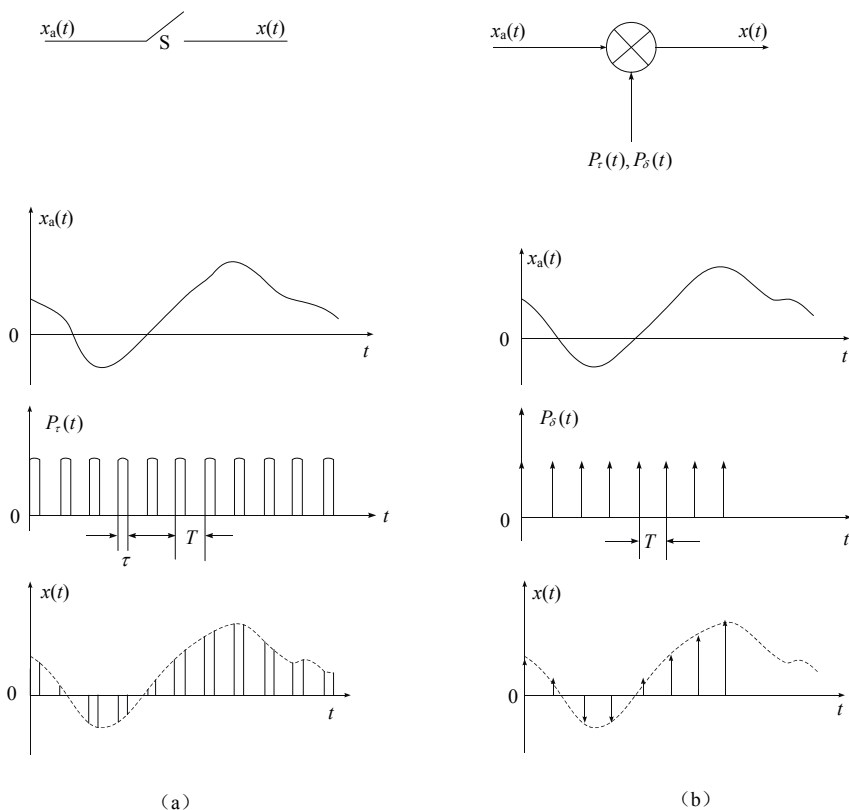 xa(t)
S
x(t)
xa(t)
x(t)
Pτ(t), Pδ(t)
xa(t)
0
t
Pτ(t)
0
t
τ
T
x(t)
0
t
(a)
xa(t)
0
t
Pδ(t)
0
t
T
x(t)
0
t
(b)